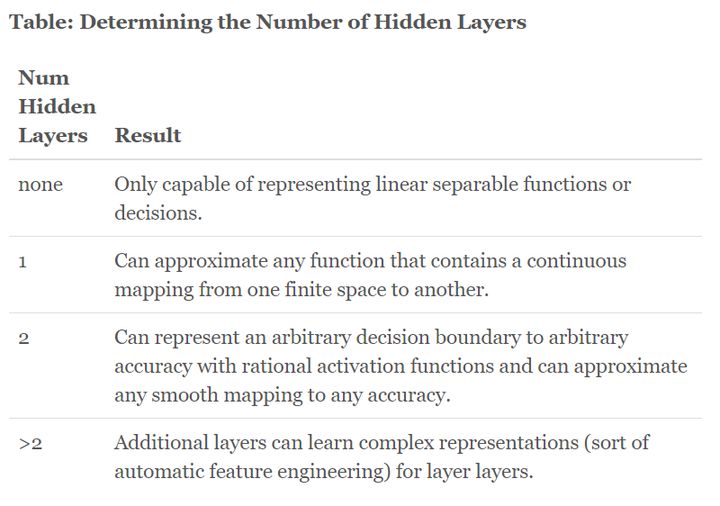 Table: Determining the Number of Hidden Layers
Num
Hidden
Layers Result
none Only capable of representing linear separable functions or
decisions.
1 Can approximate any function that contains a continuous
mapping from one finite space to another.
2 Can represent an arbitrary decision boundary to arbitrary
accuracy with rational activation functions and can approximate
any smooth mapping to any accuracy.
>2 Additional layers can learn complex representations (sort of
automatic feature engineering) for layer layers.